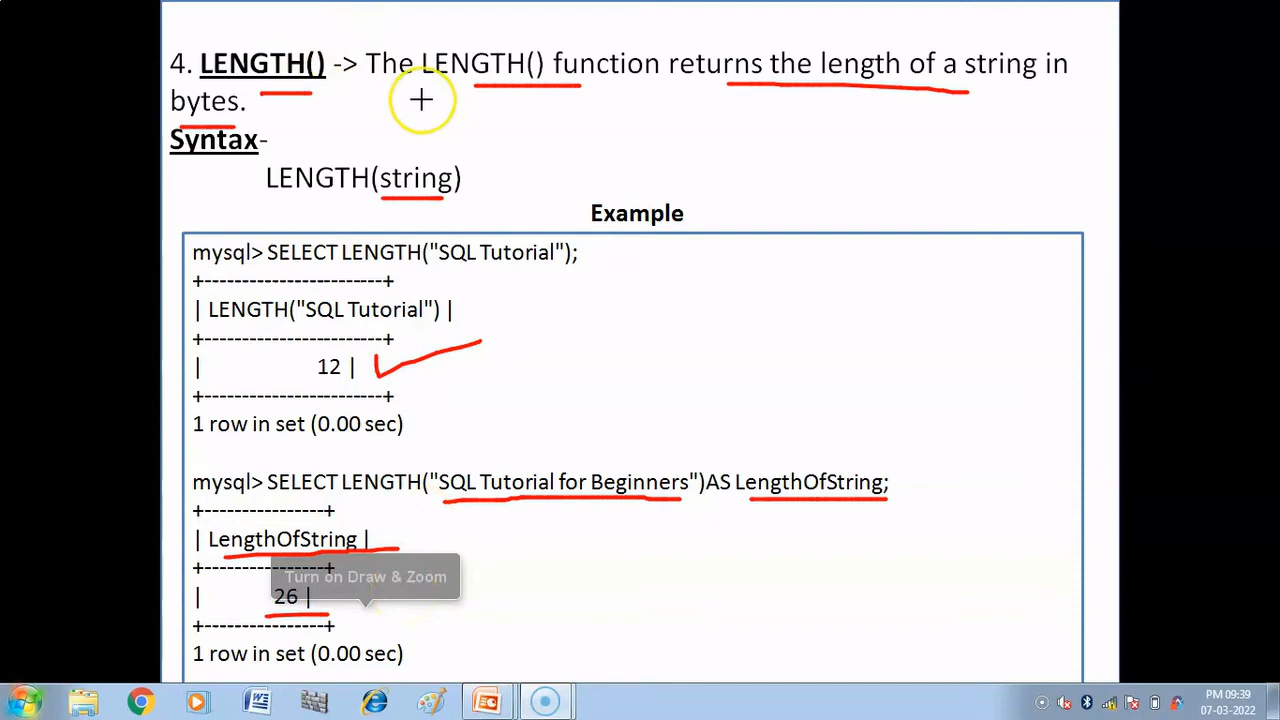 4. LENGTH() -> The LENGTH() function returns the length of a string in
bytes.
Syntax-
LENGTH(string)
Example
mysql> SELECT LENGTH("SQL Tutorial");
+------------------------+
| LENGTH("SQL Tutorial") |
+------------------------+
| 12 |
+------------------------+
1 row in set (0.00 sec)
mysql> SELECT LENGTH("SQL Tutorial for Beginners")AS LengthOfString;
+----------------+
| LengthOfString |
+----------------+
Turn on Draw & Zoom
| 26 |
+----------------+
1 row in set (0.00 sec)
PM 09:39
07-03-2022